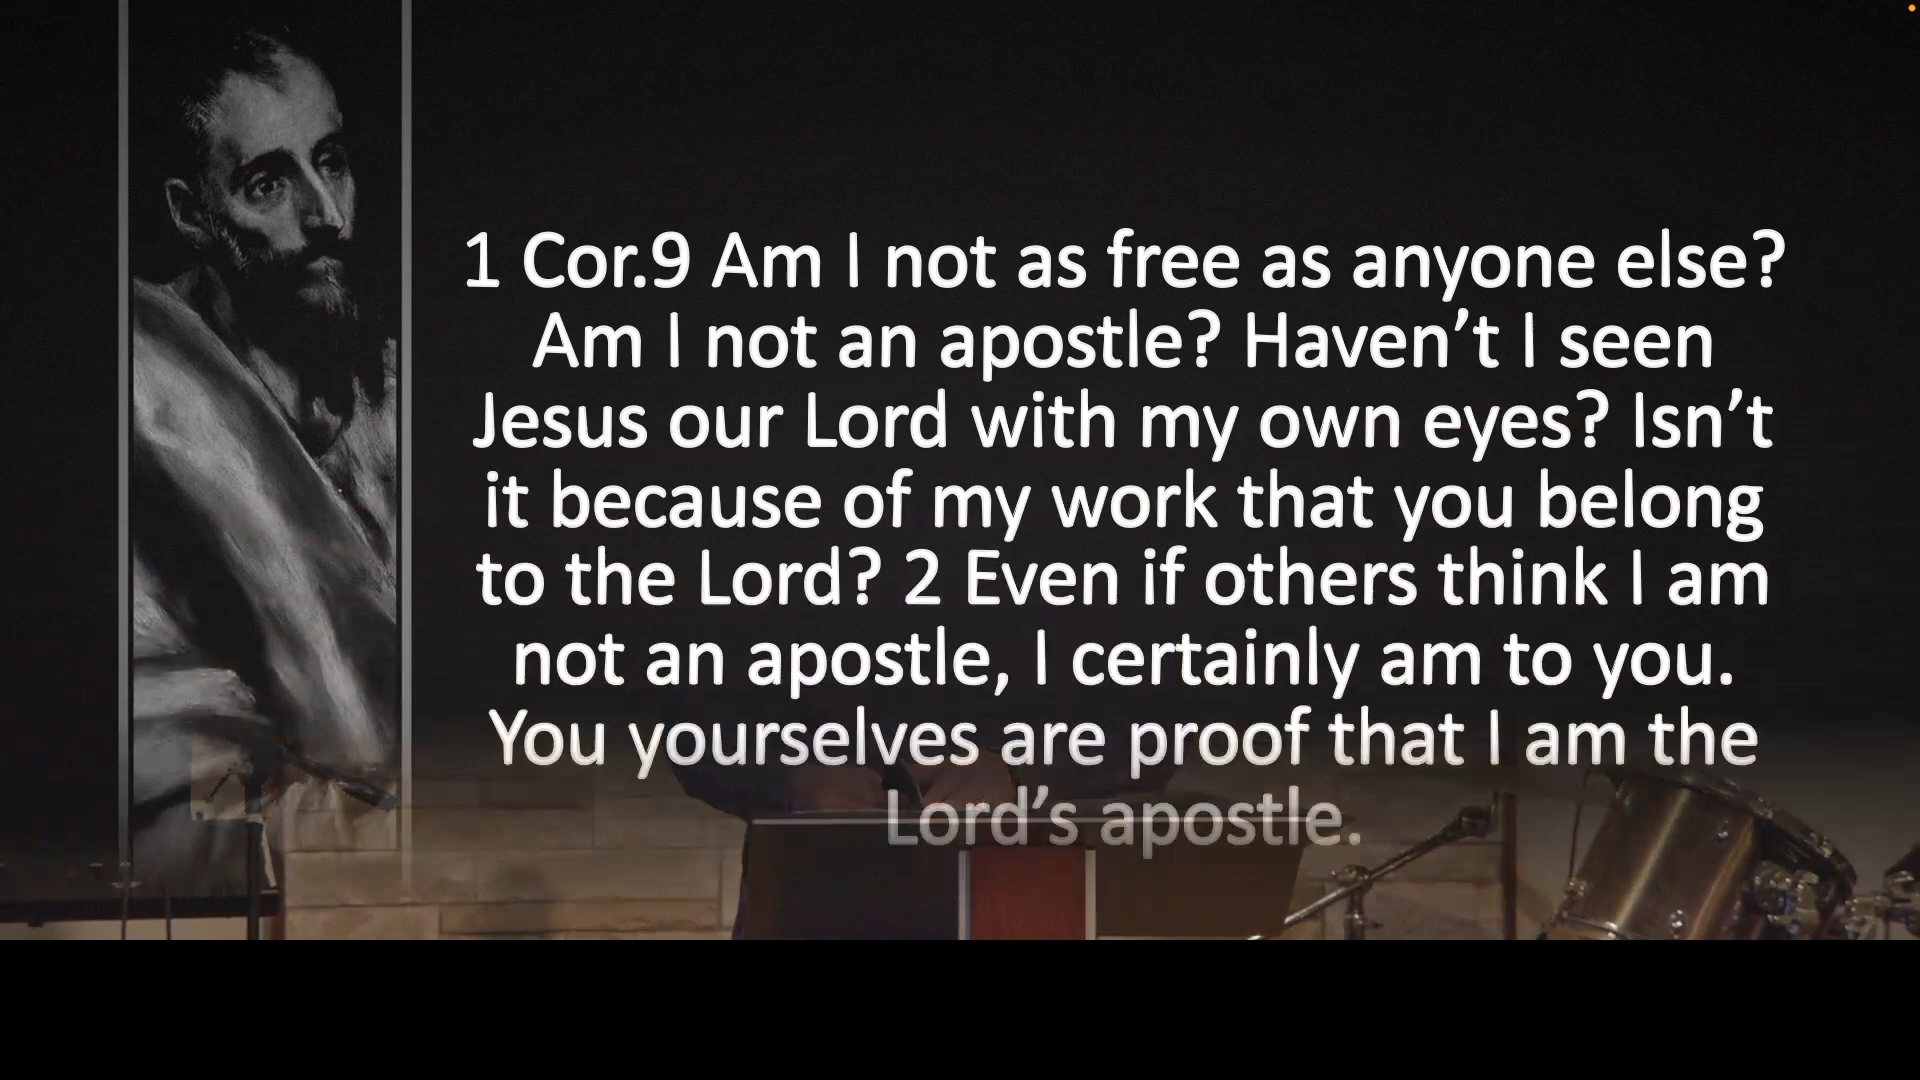 1 Cor.9 Am I not as free as anyone else?
Am I not an apostle? Haven’t I seen
Jesus our Lord with my own eyes? Isn’t
it because of my work that you belong
to the Lord? 2 Even if others think I am
not an apostle, I certainly am to you.
You yourselves are proof that I am the
Lord’s apostle.